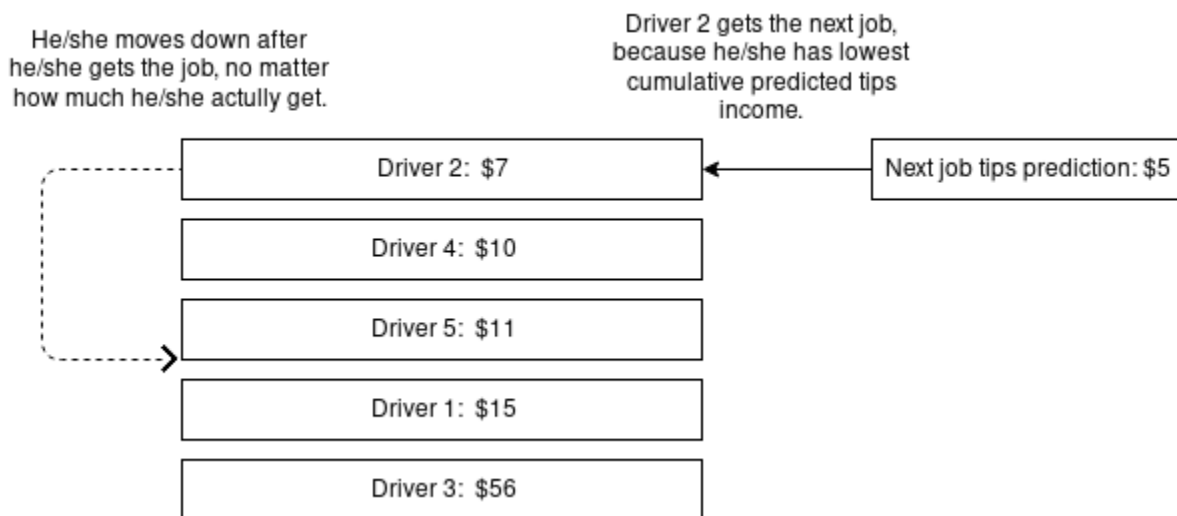 He/she moves down after
he/she gets the job, no matter
how much he/she actully get.
Driver 2 gets the next job,
because he/she has lowest
cumulative predicted tips
income.
Driver 2: $7
Next job tips prediction: $5
Driver 4: $10
Driver 5: $11
Driver 1: $15
Driver 3: $56